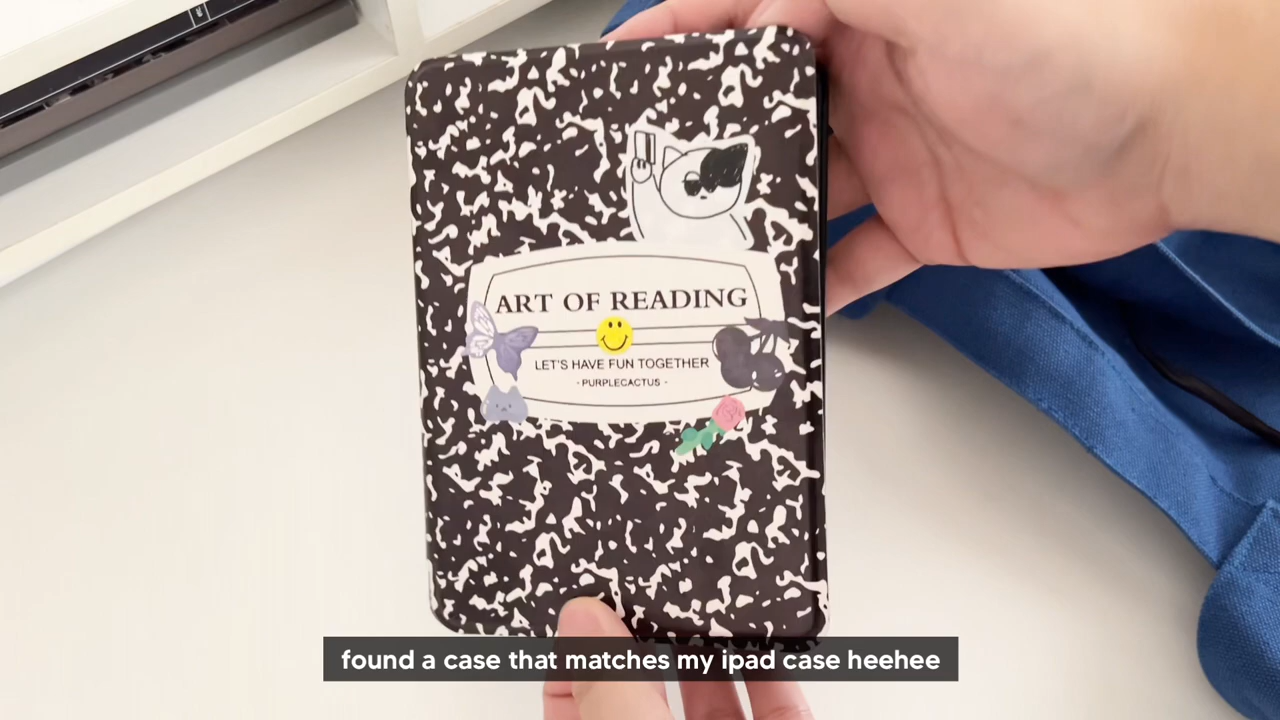 ART OF READING
LET'S HAVE FUN TOGETHER
· PURPLECACTUS ·
found a case that matches my ipad case heehee